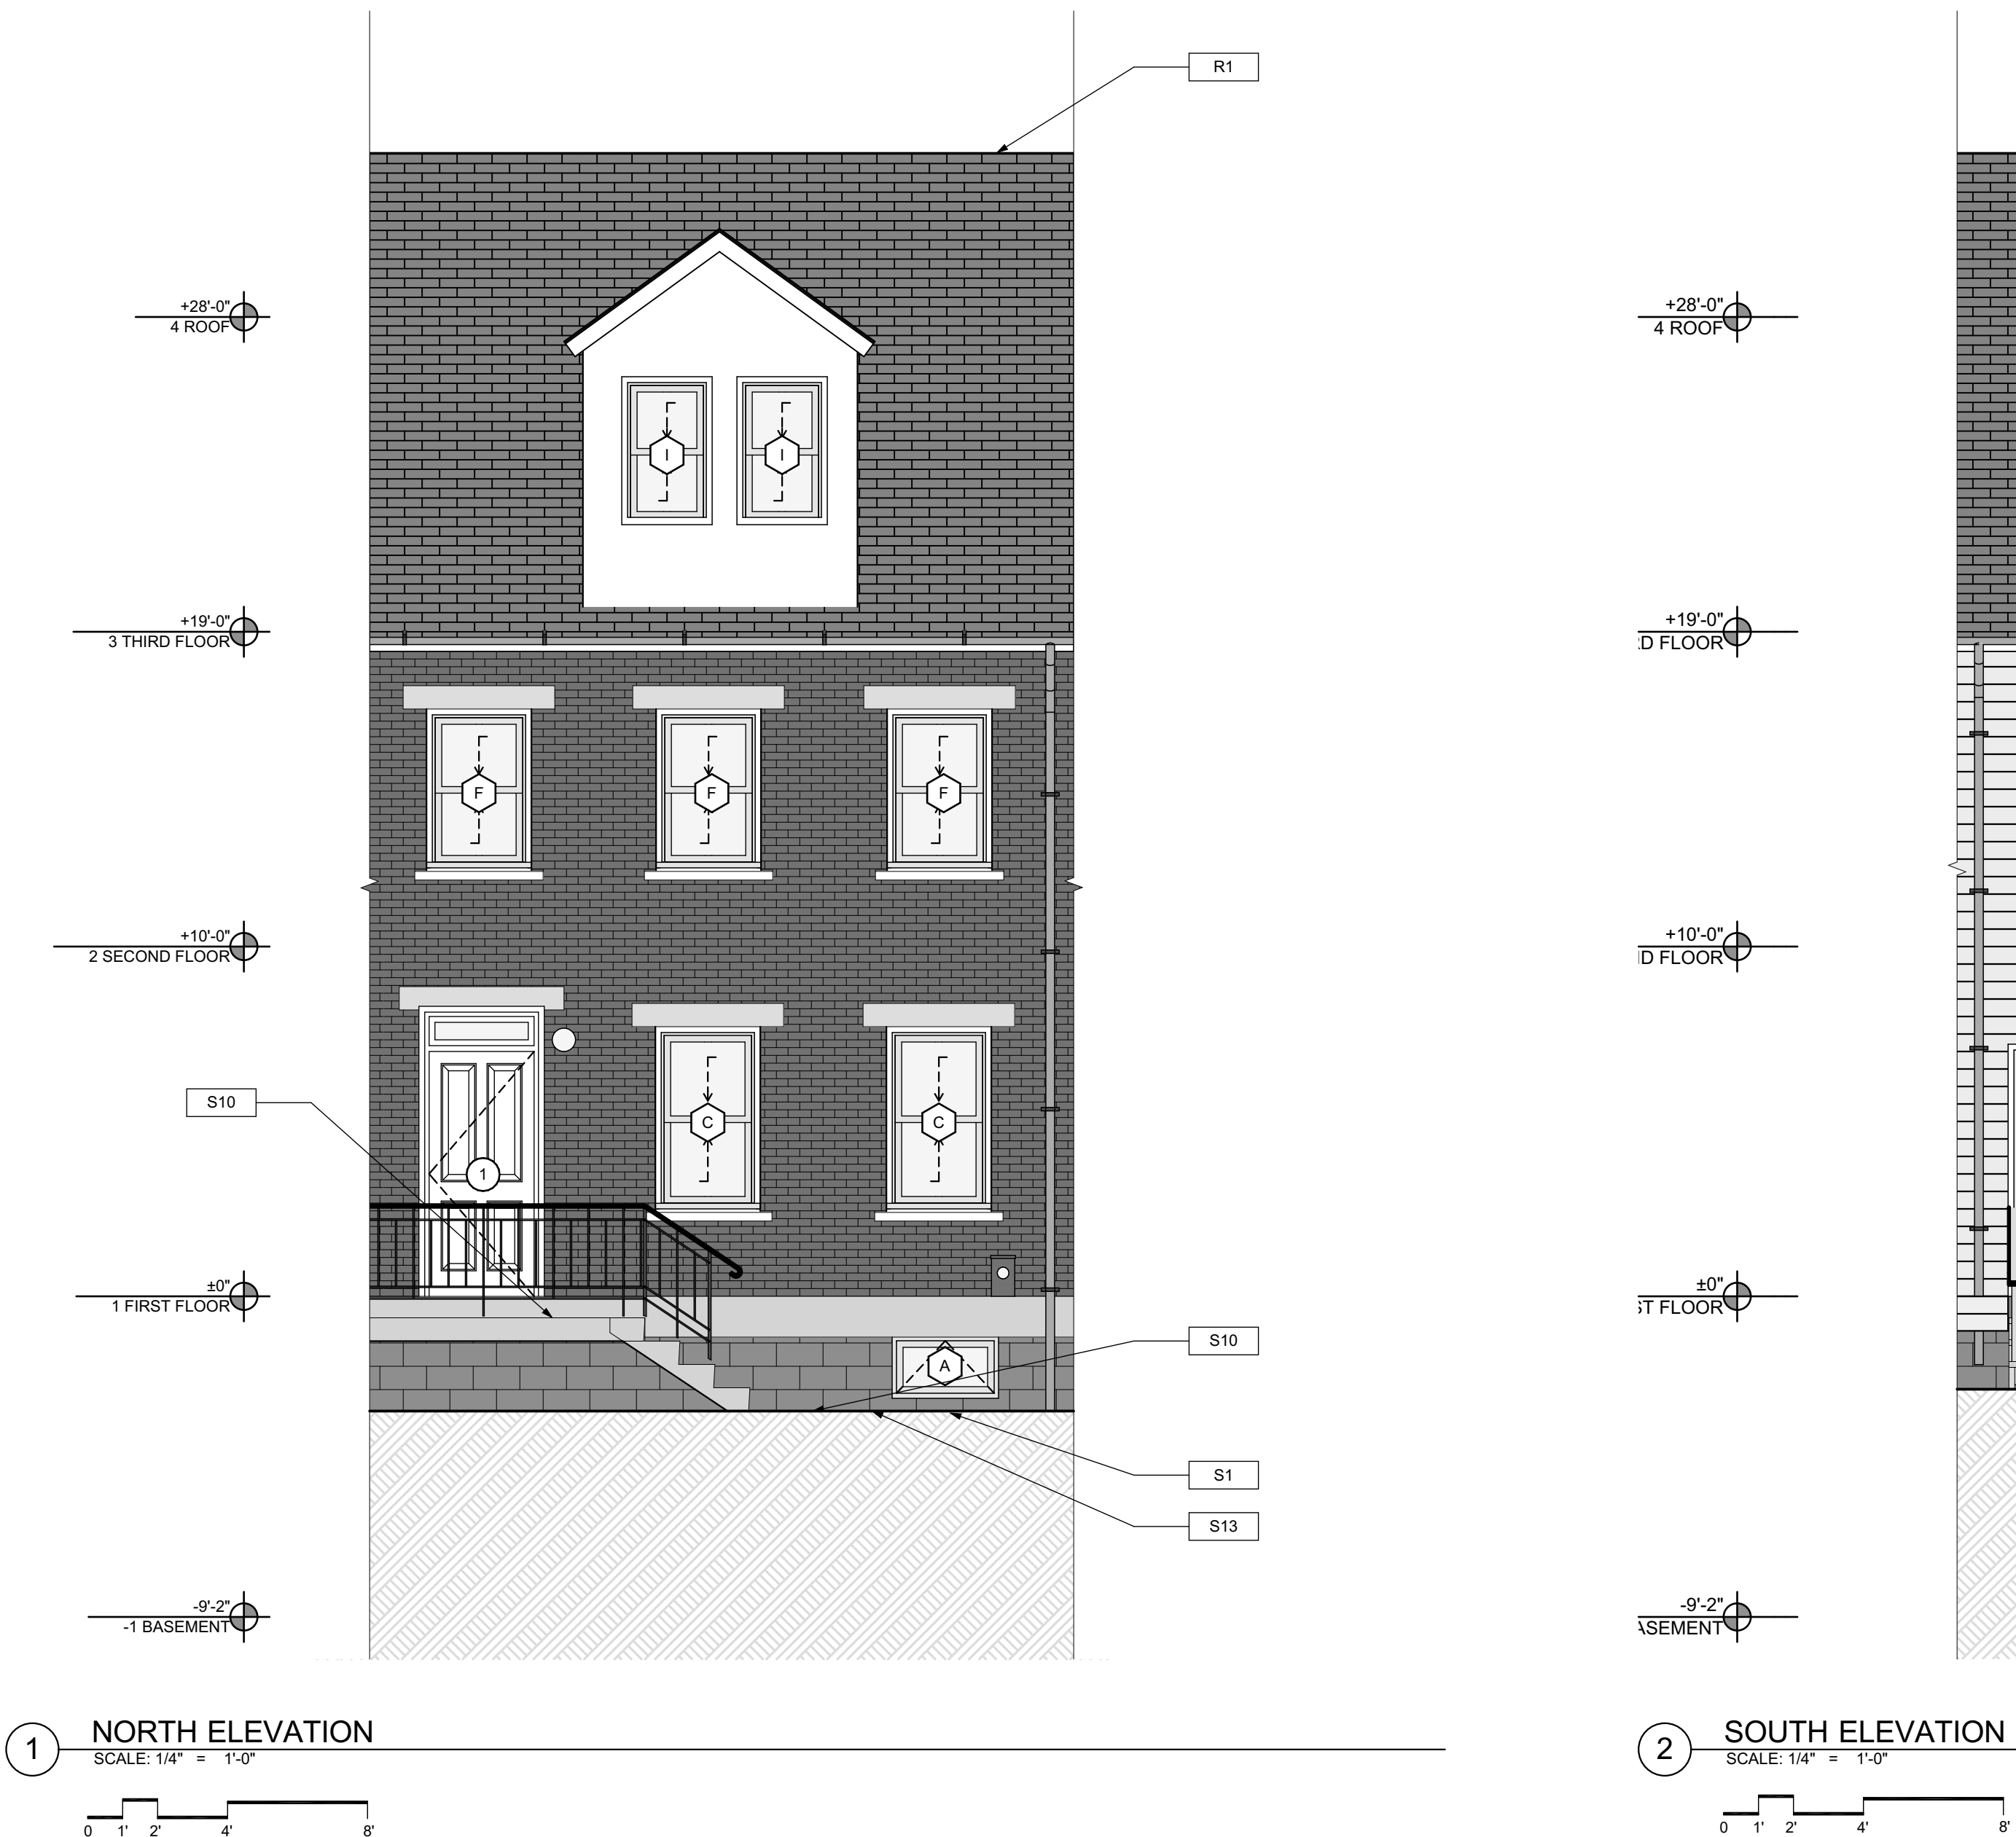 R1
+28'-0"
4 ROOF
I
I
+19'-0"
3 THIRD FLOOR
F
F
F
+10'-0"
2 SECOND FLOOR
S10
C
C
1
±0"
1 FIRST FLOOR
S10
A
S1
S13
-9'-2"
-1 BASEMENT
1
NORTH ELEVATION
SCALE: 1/4" = 1'-0"
0 1' 2' 4' 8'
+28'-0"
4 ROOF
+19'-0"
RD FLOOR
+10'-0"
D FLOOR
±0"
ST FLOOR
-9'-2"
ASEMENT
2
SOUTH ELEVATION
SCALE: 1/4" = 1'-0"
0 1' 2' 4' 8'